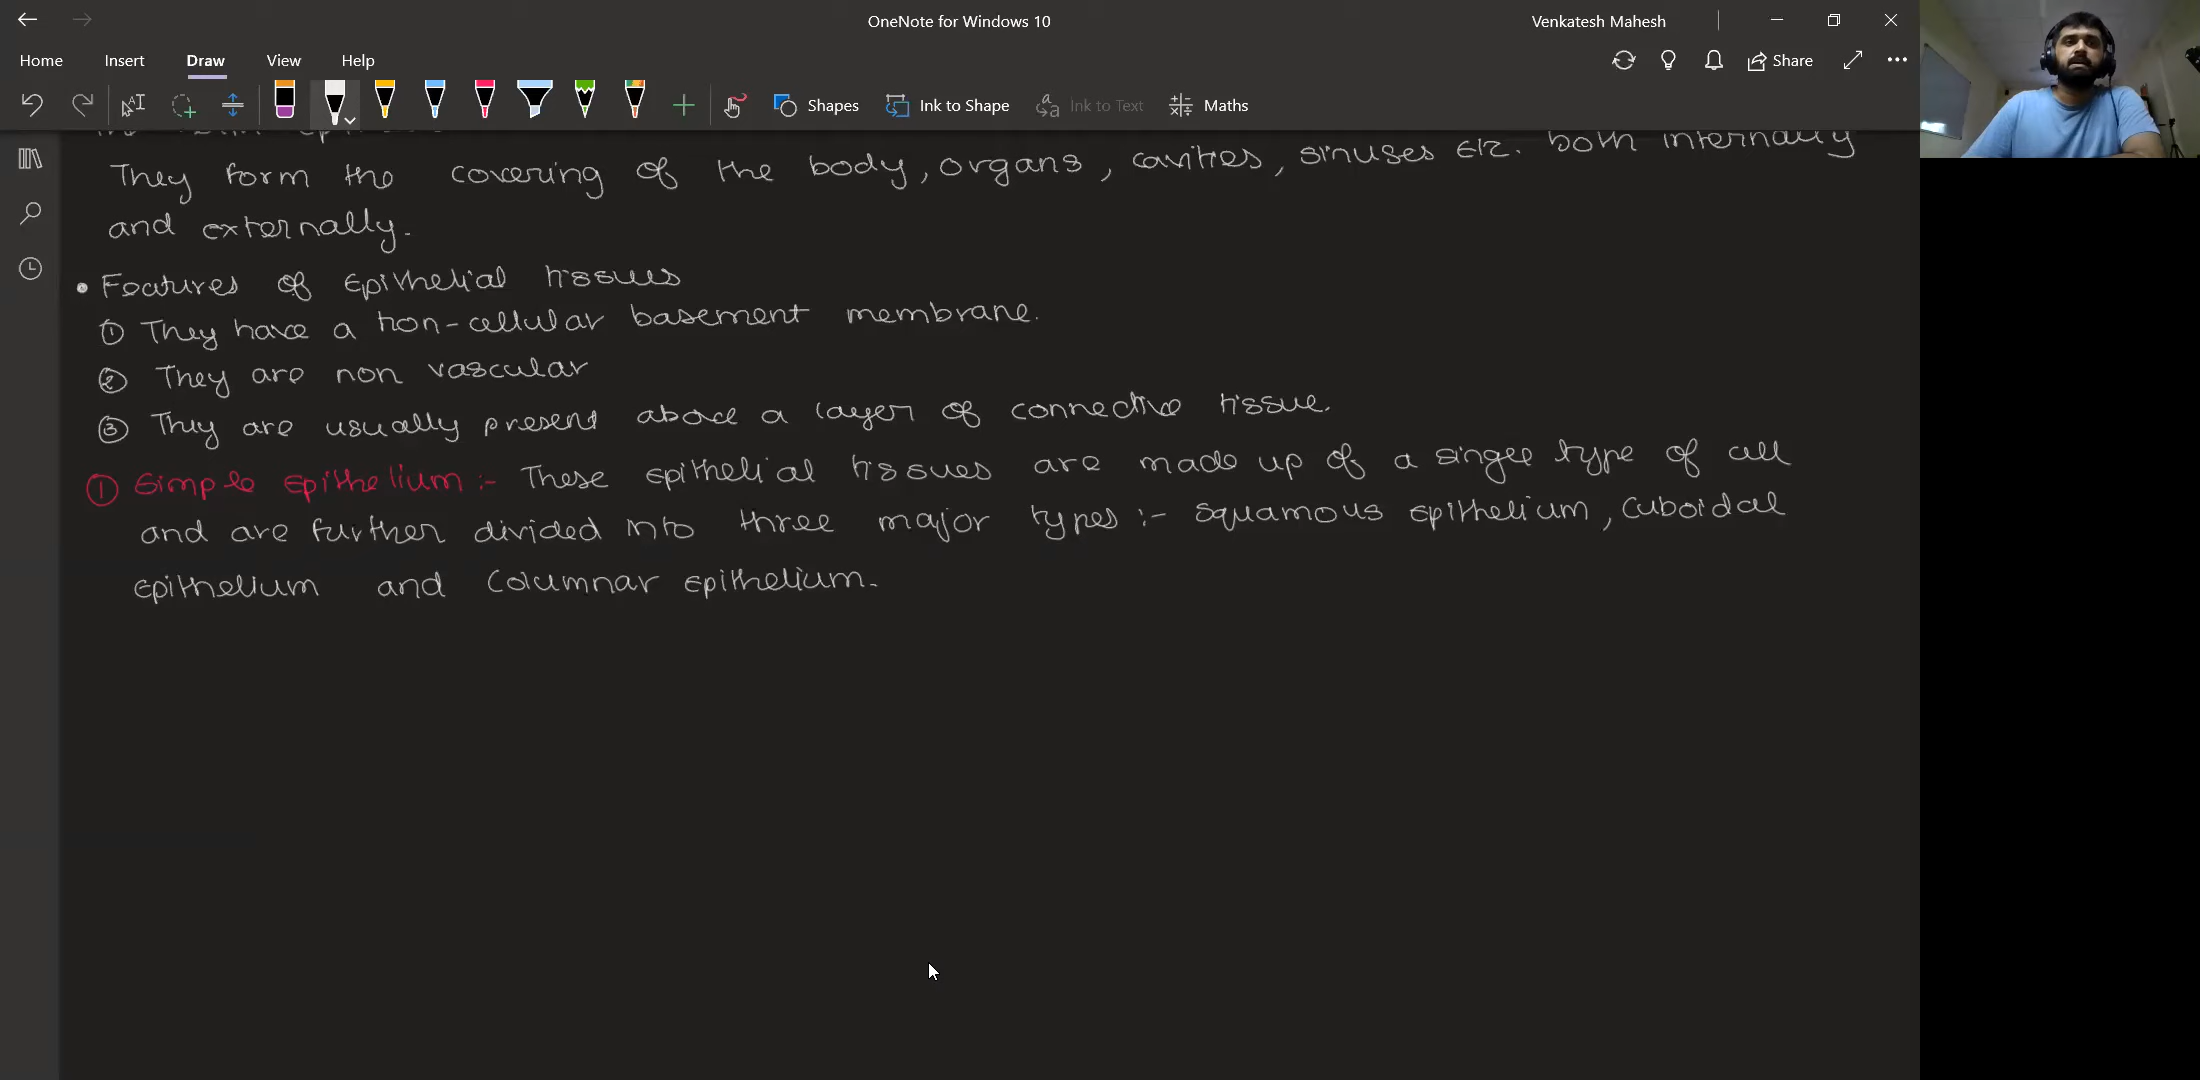 OneNote for Windows 10
Venkatesh Mahesh
Home Insert Draw View Help
Share
Shapes Ink to Shape Ink to Text Maths
They form the covering of the body, organs, cavities, sinuses etc. both internally
and externally.
• Features of Epithelial tissues
① They have a non-cellular basement membrane.
② They are non vascular
③ They are usually present above a layer of connective tissue.
① Simple Epithelium :- These epithelial tissues are made up of a single type of cell
and are further divided into three major types :- Squamous Epithelium, Cuboidal
Epithelium and Columnar Epithelium.